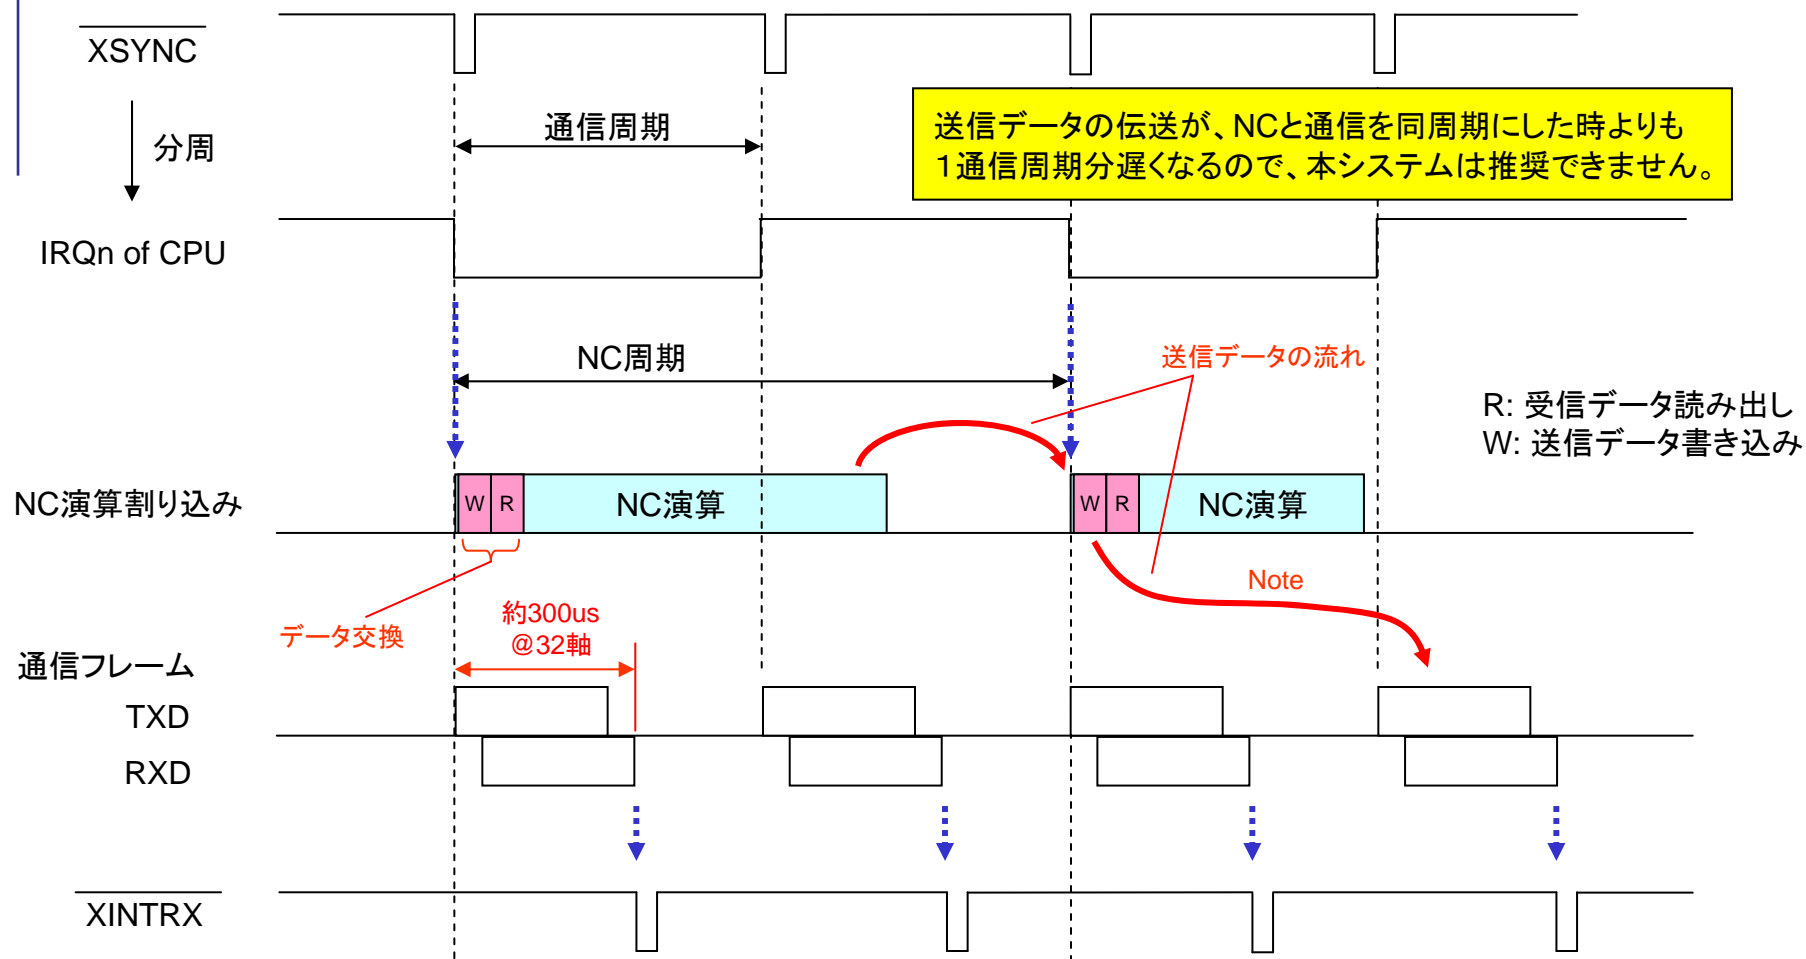 XSYNC
分周
通信周期
送信データの伝送が、NCと通信を同周期にした時よりも
１通信周期分遅くなるので、本システムは推奨できません。
IRQn of CPU
NC周期
送信データの流れ
R: 受信データ読み出し
W: 送信データ書き込み
NC演算割り込み
W R NC演算
W R NC演算
データ交換
約300us
@32軸
Note
通信フレーム
TXD
RXD
XINTRX